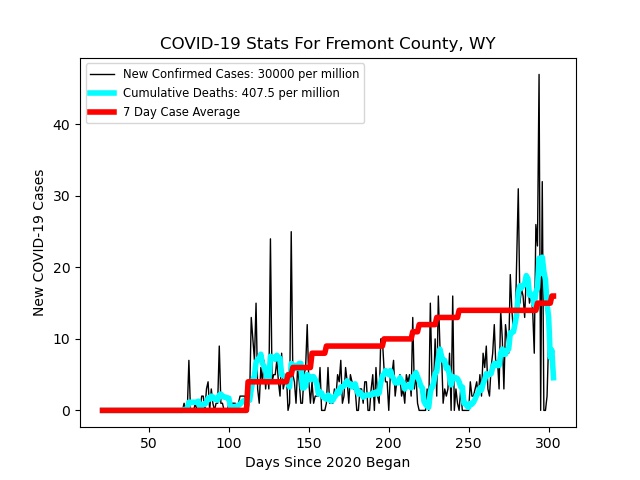 COVID-19 Stats For Fremont County, WY
New Confirmed Cases: 30000 per million
Cumulative Deaths: 407.5 per million
7 Day Case Average
New COVID-19 Cases
40
30
20
10
0
50 100 150 200 250 300
Days Since 2020 Began